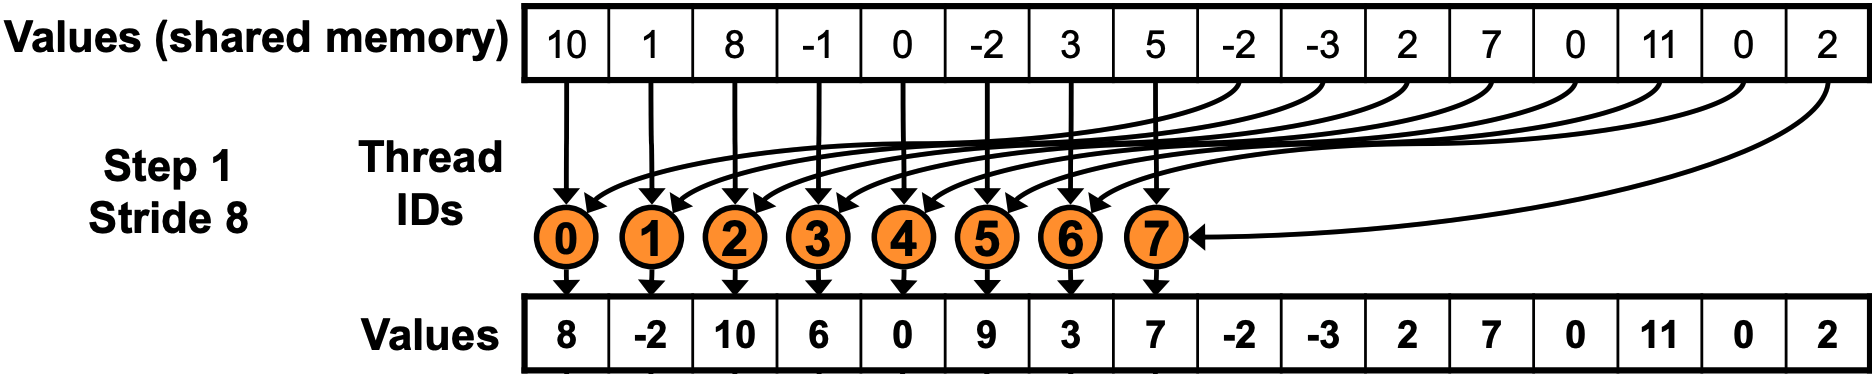 Values (shared memory) 10 1 8 -1 0 -2 3 5 -2 -3 2 7 0 11 0 2
Step 1
Stride 8
Thread
IDs
0 1 2 3 4 5 6 7
Values 8 -2 10 6 0 9 3 7 -2 -3 2 7 0 11 0 2